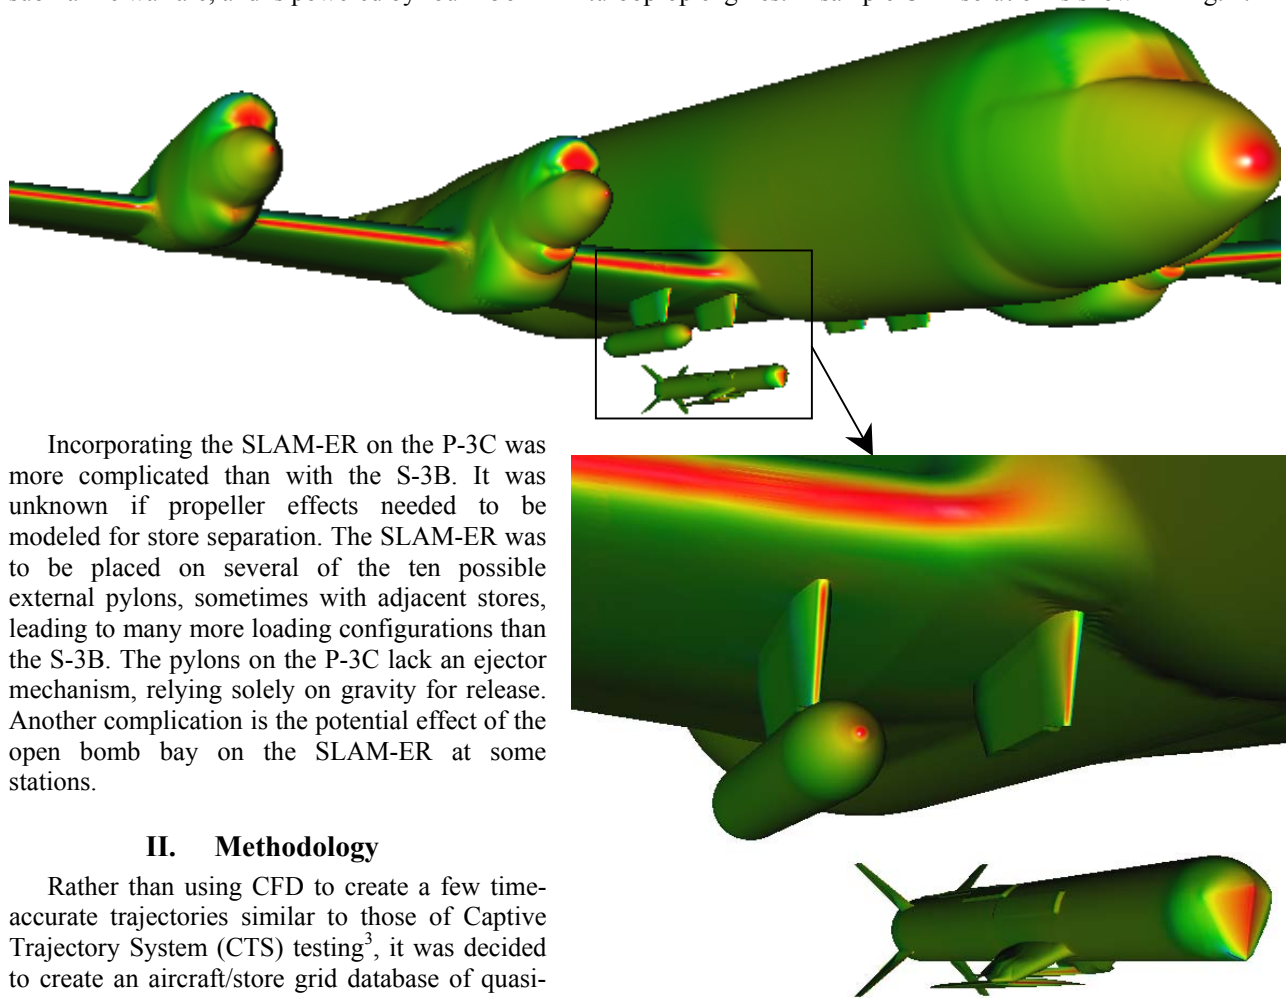 Incorporating the SLAM-ER on the P-3C was
more complicated than with the S-3B. It was
unknown if propeller effects needed to be
modeled for store separation. The SLAM-ER was
to be placed on several of the ten possible
external pylons, sometimes with adjacent stores,
leading to many more loading configurations than
the S-3B. The pylons on the P-3C lack an ejector
mechanism, relying solely on gravity for release.
Another complication is the potential effect of the
open bomb bay on the SLAM-ER at some
stations.
II. Methodology
Rather than using CFD to create a few time-
accurate trajectories similar to those of Captive
Trajectory System (CTS) testing3, it was decided
to create an aircraft/store grid database of quasi-